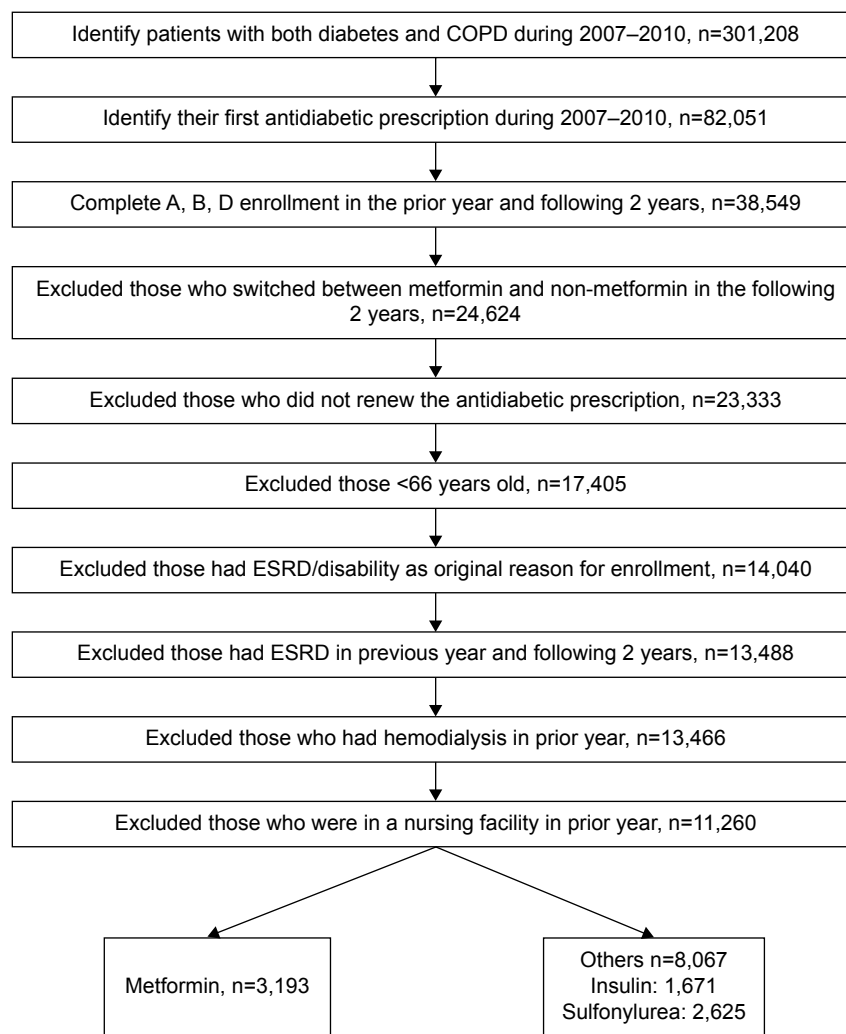 Identify patients with both diabetes and COPD during 2007–2010, n=301,208
Identify their first antidiabetic prescription during 2007–2010, n=82,051
Complete A, B, D enrollment in the prior year and following 2 years, n=38,549
Excluded those who switched between metformin and non-metformin in the following
2 years, n=24,624
Excluded those who did not renew the antidiabetic prescription, n=23,333
Excluded those <66 years old, n=17,405
Excluded those had ESRD/disability as original reason for enrollment, n=14,040
Excluded those had ESRD in previous year and following 2 years, n=13,488
Excluded those who had hemodialysis in prior year, n=13,466
Excluded those who were in a nursing facility in prior year, n=11,260
Metformin, n=3,193
Others n=8,067
Insulin: 1,671
Sulfonylurea: 2,625